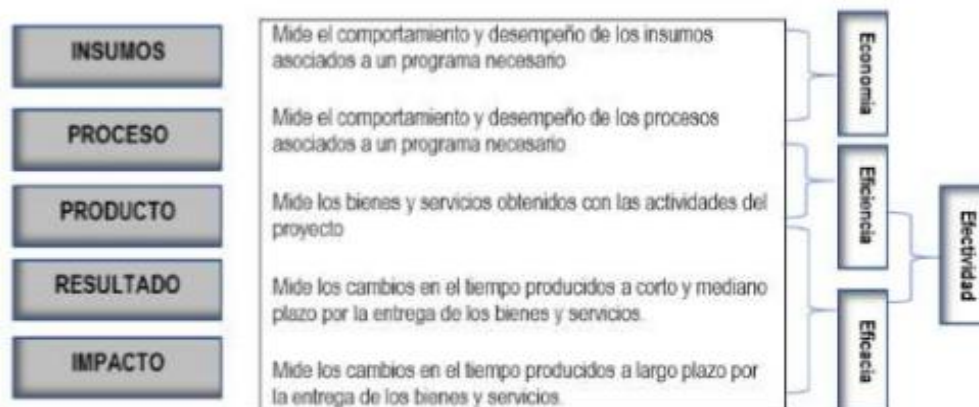 INSUMOS
Mide el comportamiento y desempeño de los insumos
asociados a un programa necesario
PROCESO
Mide el comportamiento y desempeño de los procesos
asociados a un programa necesario
PRODUCTO
Mide los bienes y servicios obtenidos con las actividades del
proyecto
RESULTADO
Mide los cambios en el tiempo producidos a corto y mediano
plazo por la entrega de los bienes y servicios.
IMPACTO
Mide los cambios en el tiempo producidos a largo plazo por
la entrega de los bienes y servicios.
Economia
Eficiencia
Eficacia
Efectividad